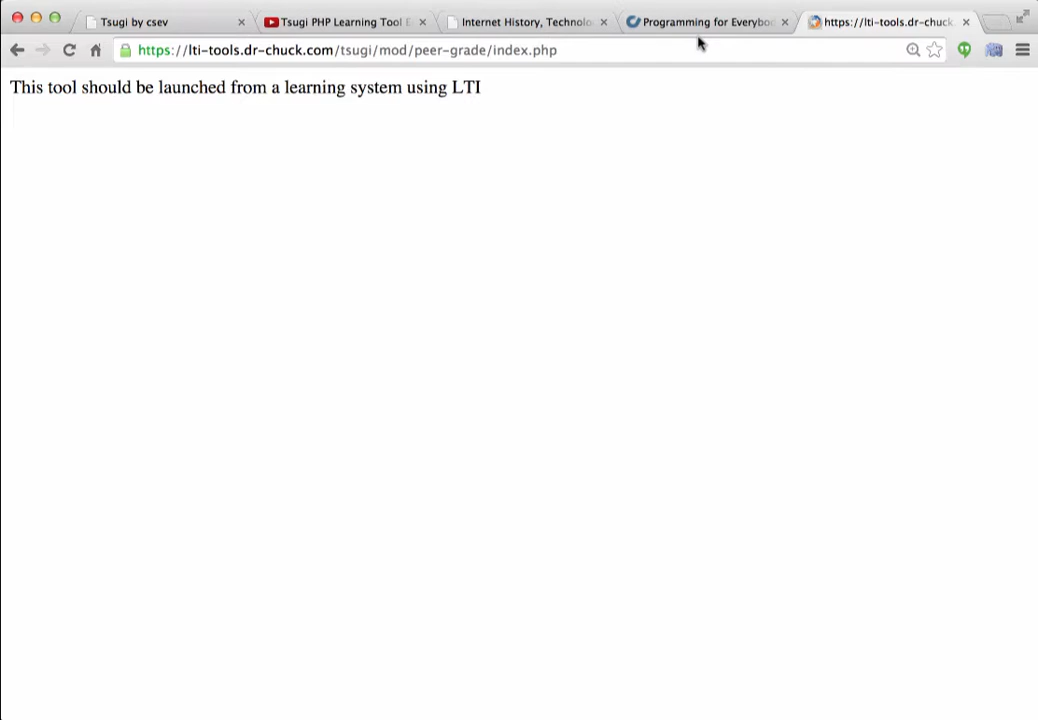 Tsugi by csev
Tsugi PHP Learning Tool
Internet History, Technolo
Programming for Everybo
https://lti-tools.dr-chuck.
https://lti-tools.dr-chuck.com/tsugi/mod/peer-grade/index.php
This tool should be launched from a learning system using LTI